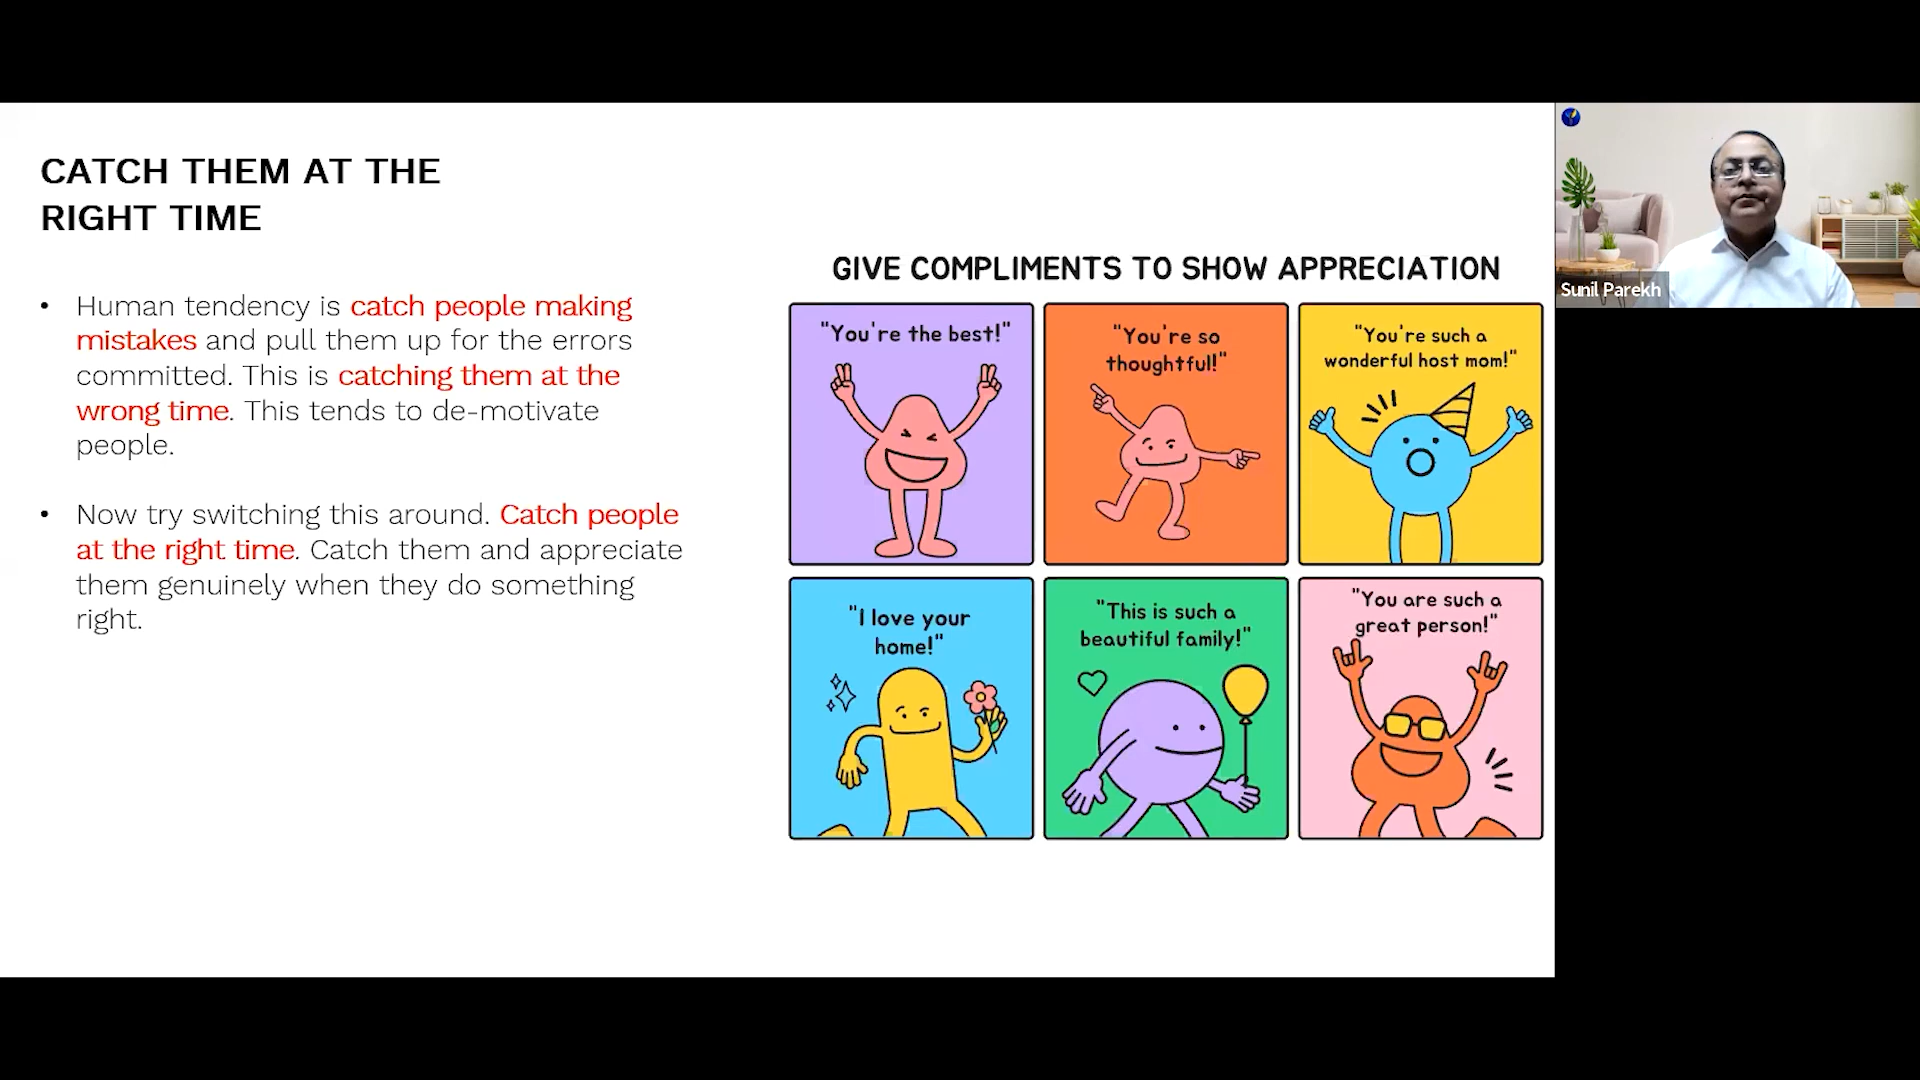 CATCH THEM AT THE
RIGHT TIME
• Human tendency is catch people making
mistakes and pull them up for the errors
committed. This is catching them at the
wrong time. This tends to de-motivate
people.
• Now try switching this around. Catch people
at the right time. Catch them and appreciate
them genuinely when they do something
right.
GIVE COMPLIMENTS TO SHOW APPRECIATION
"You're the best!"
"You're so
thoughtful!"
"You're such a
wonderful host mom!"
"I love your
home!"
"This is such a
beautiful family!"
"You are such a
great person!"
Sunil Parekh